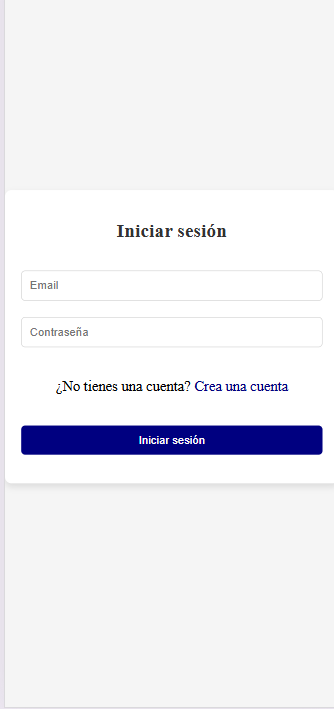 Iniciar sesión
Email
Contraseña
¿No tienes una cuenta? Crea una cuenta
Iniciar sesión